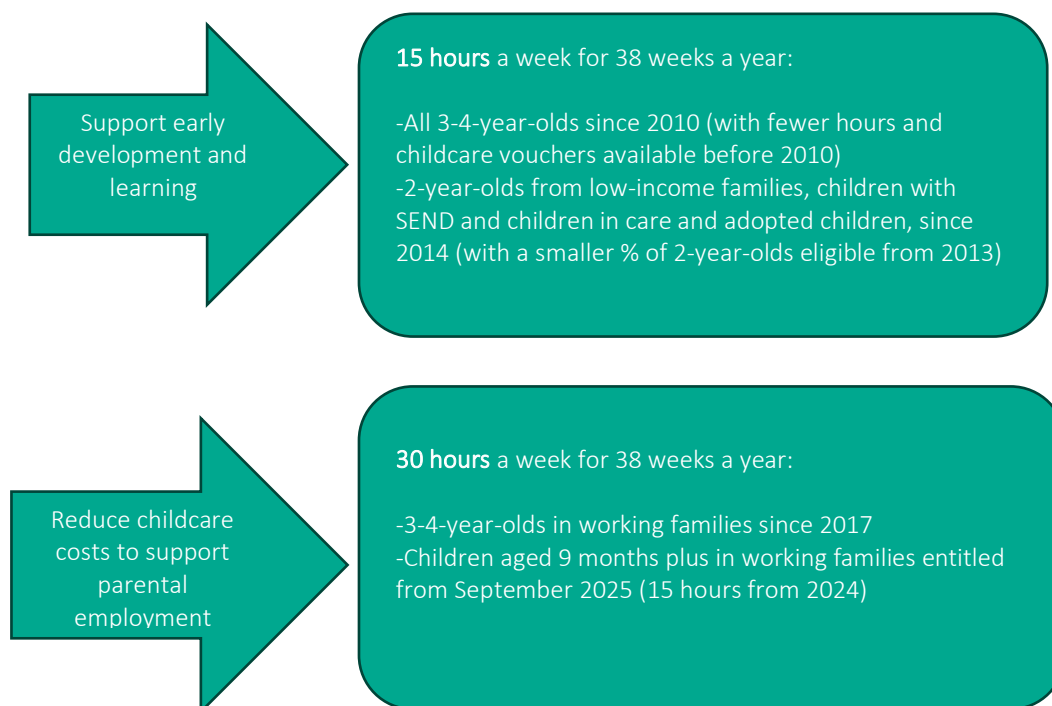 Support early
development and
learning
15 hours a week for 38 weeks a year:
-All 3-4-year-olds since 2010 (with fewer hours and
childcare vouchers available before 2010)
-2-year-olds from low-income families, children with
SEND and children in care and adopted children, since
2014 (with a smaller % of 2-year-olds eligible from 2013)
Reduce childcare
costs to support
parental
employment
30 hours a week for 38 weeks a year:
-3-4-year-olds in working families since 2017
-Children aged 9 months plus in working families entitled
from September 2025 (15 hours from 2024)